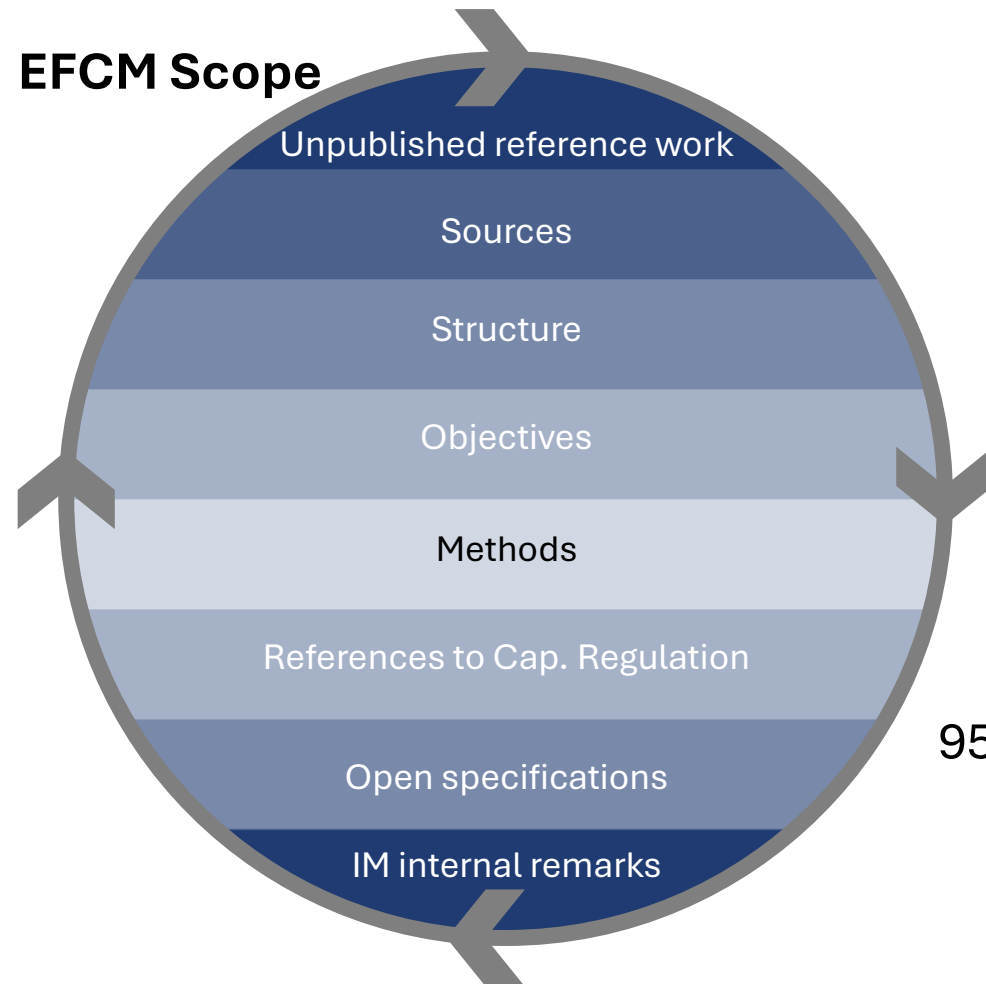 EFCM Scope
Unpublished reference work
Sources
Structure
Objectives
Methods
References to Cap. Regulation
95
Open specifications
IM internal remarks